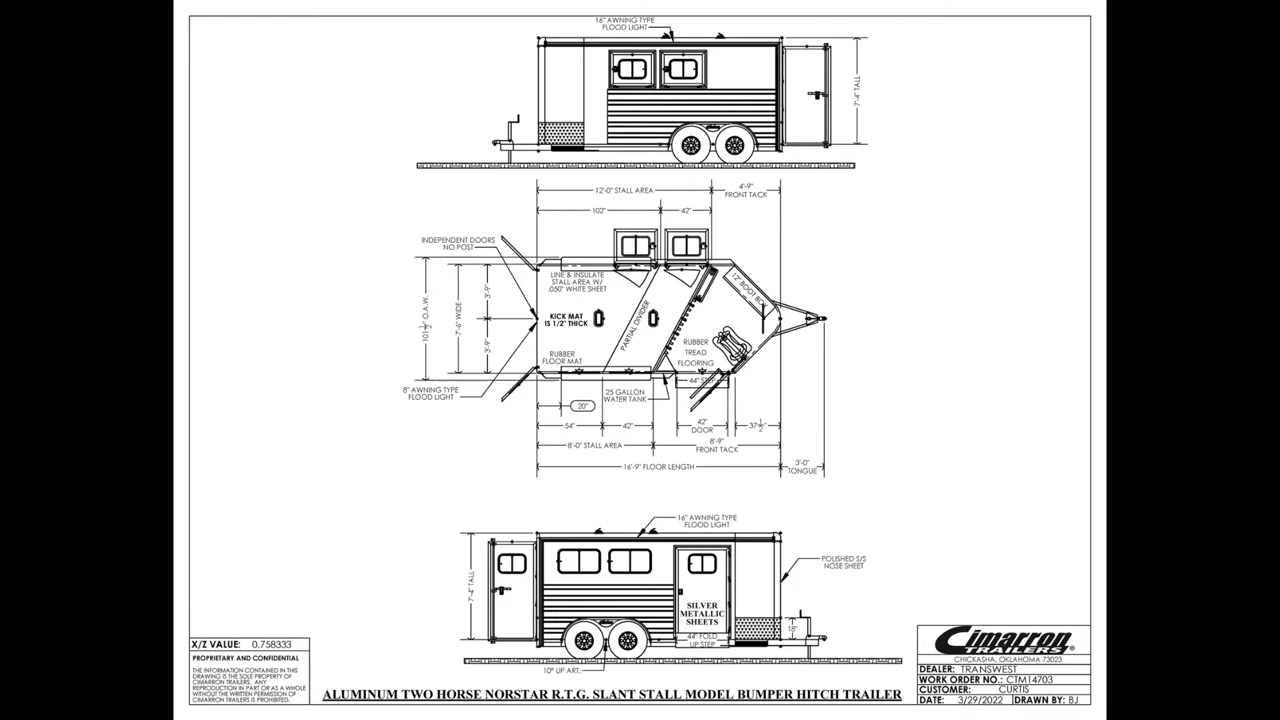 16" AWNING TYPE
FLOOD LIGHT
7'-4" TALL
12'-0" STALL AREA
4'-9"
FRONT TACK
102"
42"
INDEPENDENT DOORS
NO POST
LINE & INSULATE
STALL AREA W/
.050" WHITE SHEET
12" BOOT BOX
101 1/2" O.A.W.
7'-6" WIDE
3'-9"
3'-9"
KICK MAT
IS 1/2" THICK
PARTIAL DIVIDER
RUBBER
TREAD
FLOORING
RUBBER
FLOOR MAT
8" AWNING TYPE
FLOOD LIGHT
44" STEP
25 GALLON
WATER TANK
20"
54"
42"
42"
DOOR
37 1/2"
8'-0" STALL AREA
8'-9"
FRONT TACK
16'-9" FLOOR LENGTH
3'-0"
TONGUE
16" AWNING TYPE
FLOOD LIGHT
POLISHED S/S
NOSE SHEET
7'-4" TALL
SILVER
METALLIC
SHEETS
18"
44" FOLD
UP STEP
10° UP ART.
X/Z VALUE: 0.758333
PROPRIETARY AND CONFIDENTIAL
THE INFORMATION CONTAINED IN THIS
DRAWING IS THE SOLE PROPERTY OF
CIMARRON TRAILERS. ANY
REPRODUCTION IN PART OR AS A WHOLE
WITHOUT THE WRITTEN PERMISSION OF
CIMARRON TRAILERS IS PROHIBITED.
Cimarron
TRAILERS®
CHICKASHA, OKLAHOMA 73023
DEALER: TRANSWEST
WORK ORDER NO.: CTM14703
CUSTOMER: CURTIS
DATE: 3/29/2022 DRAWN BY: BJ
ALUMINUM TWO HORSE NORSTAR R.T.G. SLANT STALL STRAIGHT WALL BUMPER HITCH TRAILER